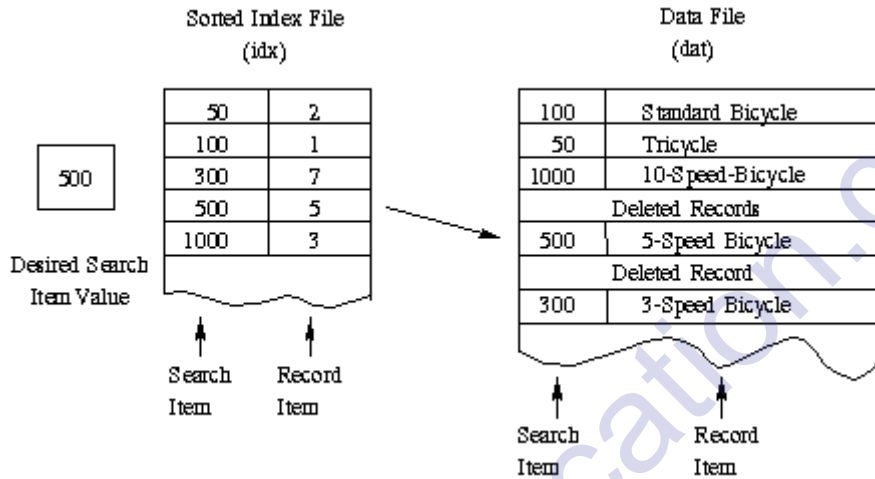 Sorted Index File
(idx)
50 2
100 1
300 7
500 5
1000 3
500
Desired Search
Item Value
Search
Item
Record
Item
Data File
(dat)
100 Standard Bicycle
50 Tricycle
1000 10-Speed-Bicycle
Deleted Records
500 5-Speed Bicycle
Deleted Record
300 3-Speed Bicycle
Search
Item
Record
Item